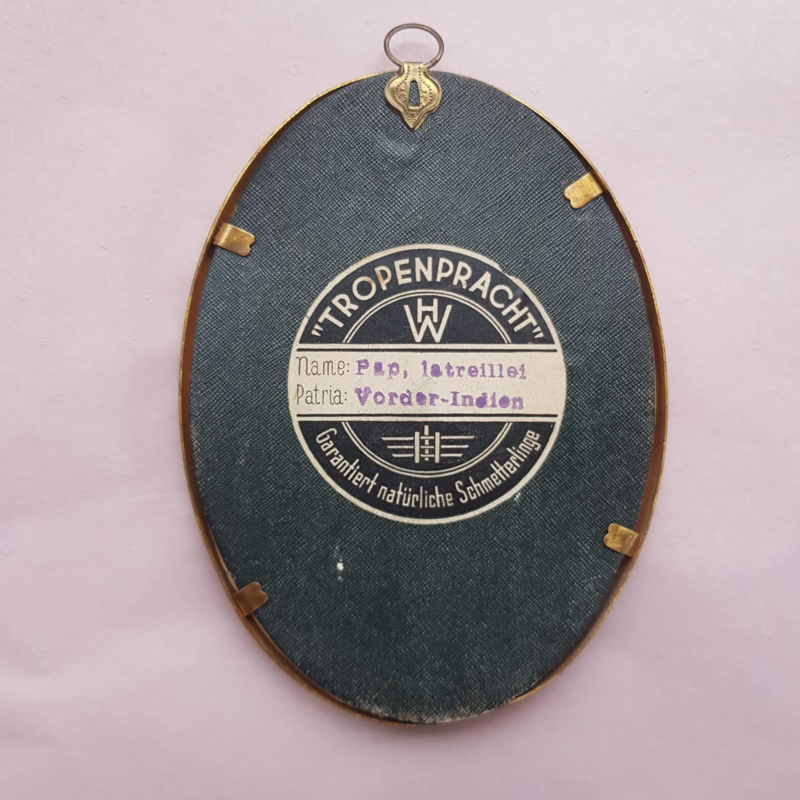 "TROPENPRACHT"
HW
Name: Pap, latreillei
Patria: Vorder-Indien
Garantiert natürliche Schmetterlinge